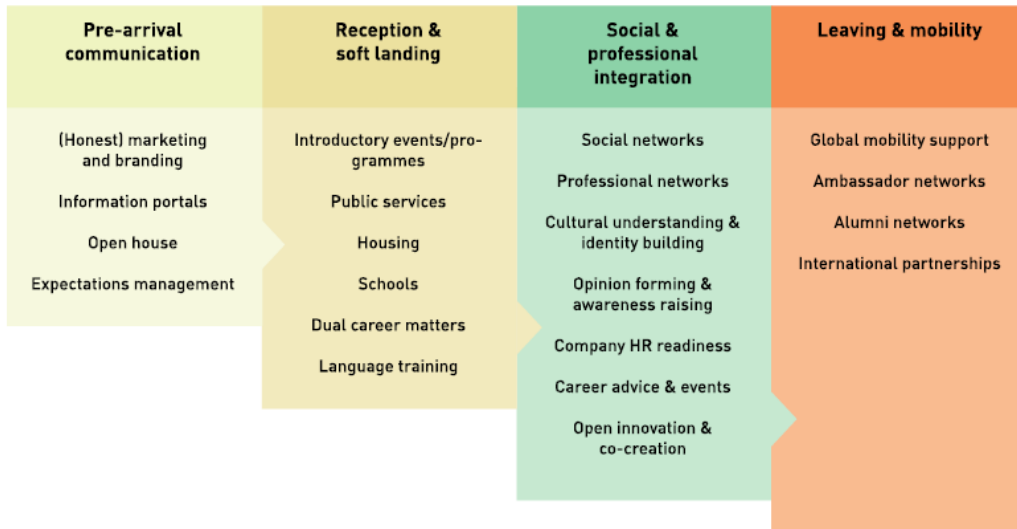 Pre-arrival
communication
(Honest) marketing
and branding
Information portals
Open house
Expectations management
Reception &
soft landing
Introductory events/pro-
grammes
Public services
Housing
Schools
Dual career matters
Language training
Social &
professional
integration
Social networks
Professional networks
Cultural understanding &
identity building
Opinion forming &
awareness raising
Company HR readiness
Career advice & events
Open innovation &
co-creation
Leaving & mobility
Global mobility support
Ambassador networks
Alumni networks
International partnerships